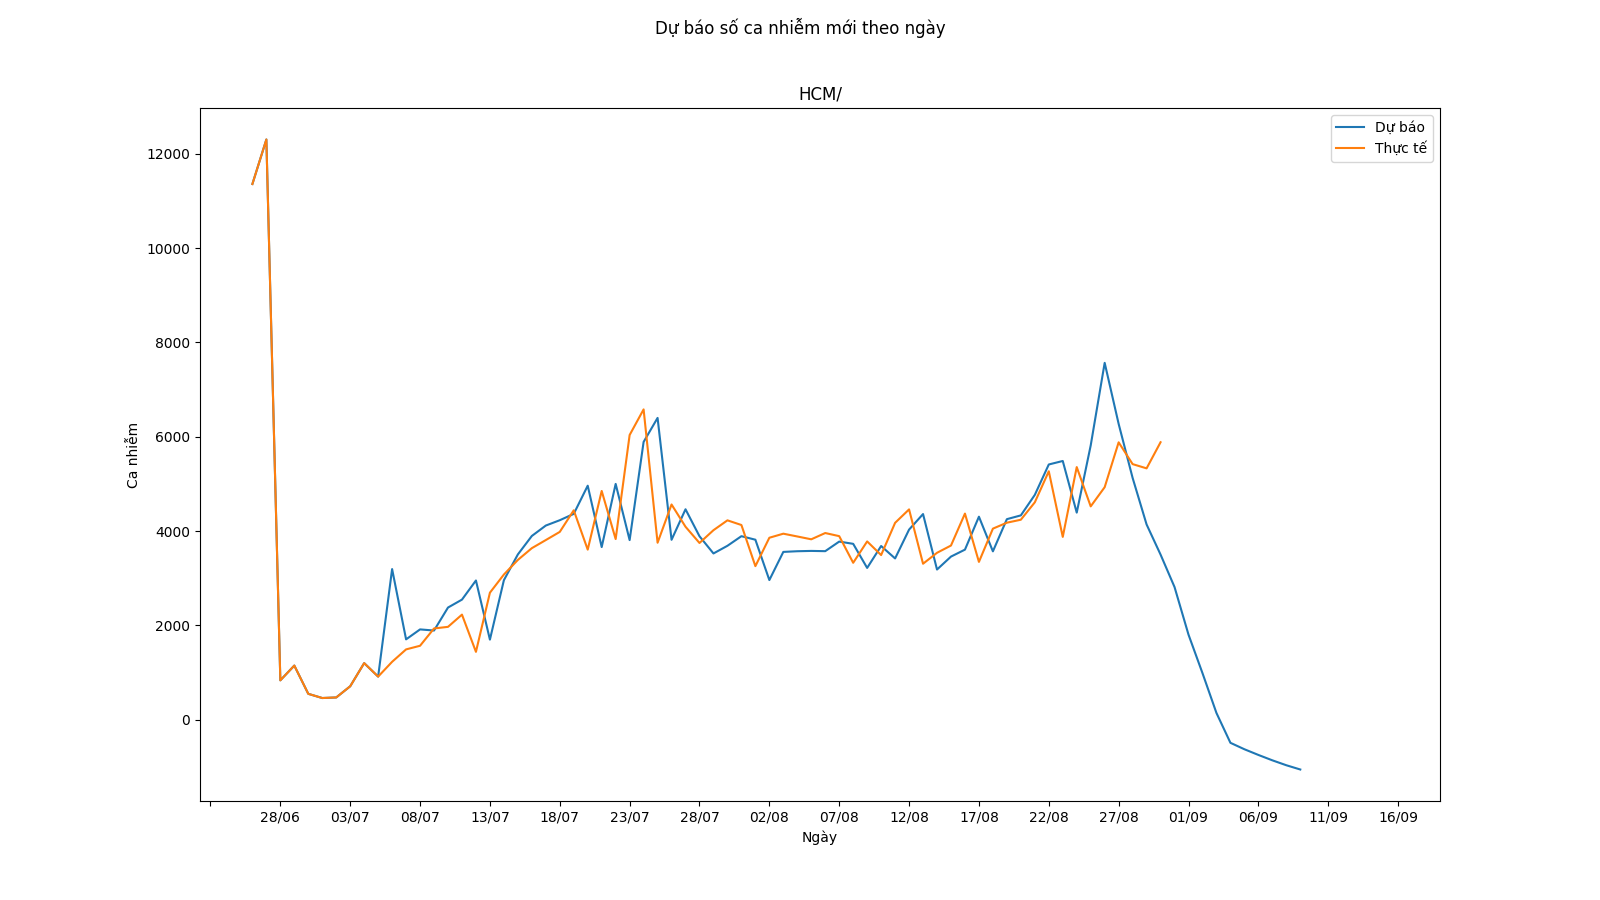 Dự báo số ca nhiễm mới theo ngày
HCM/
Dự báo
Thực tế
12000
10000
8000
6000
4000
2000
0
Ca nhiễm
28/06 03/07 08/07 13/07 18/07 23/07 28/07 02/08 07/08 12/08 17/08 22/08 27/08 01/09 06/09 11/09 16/09
Ngày